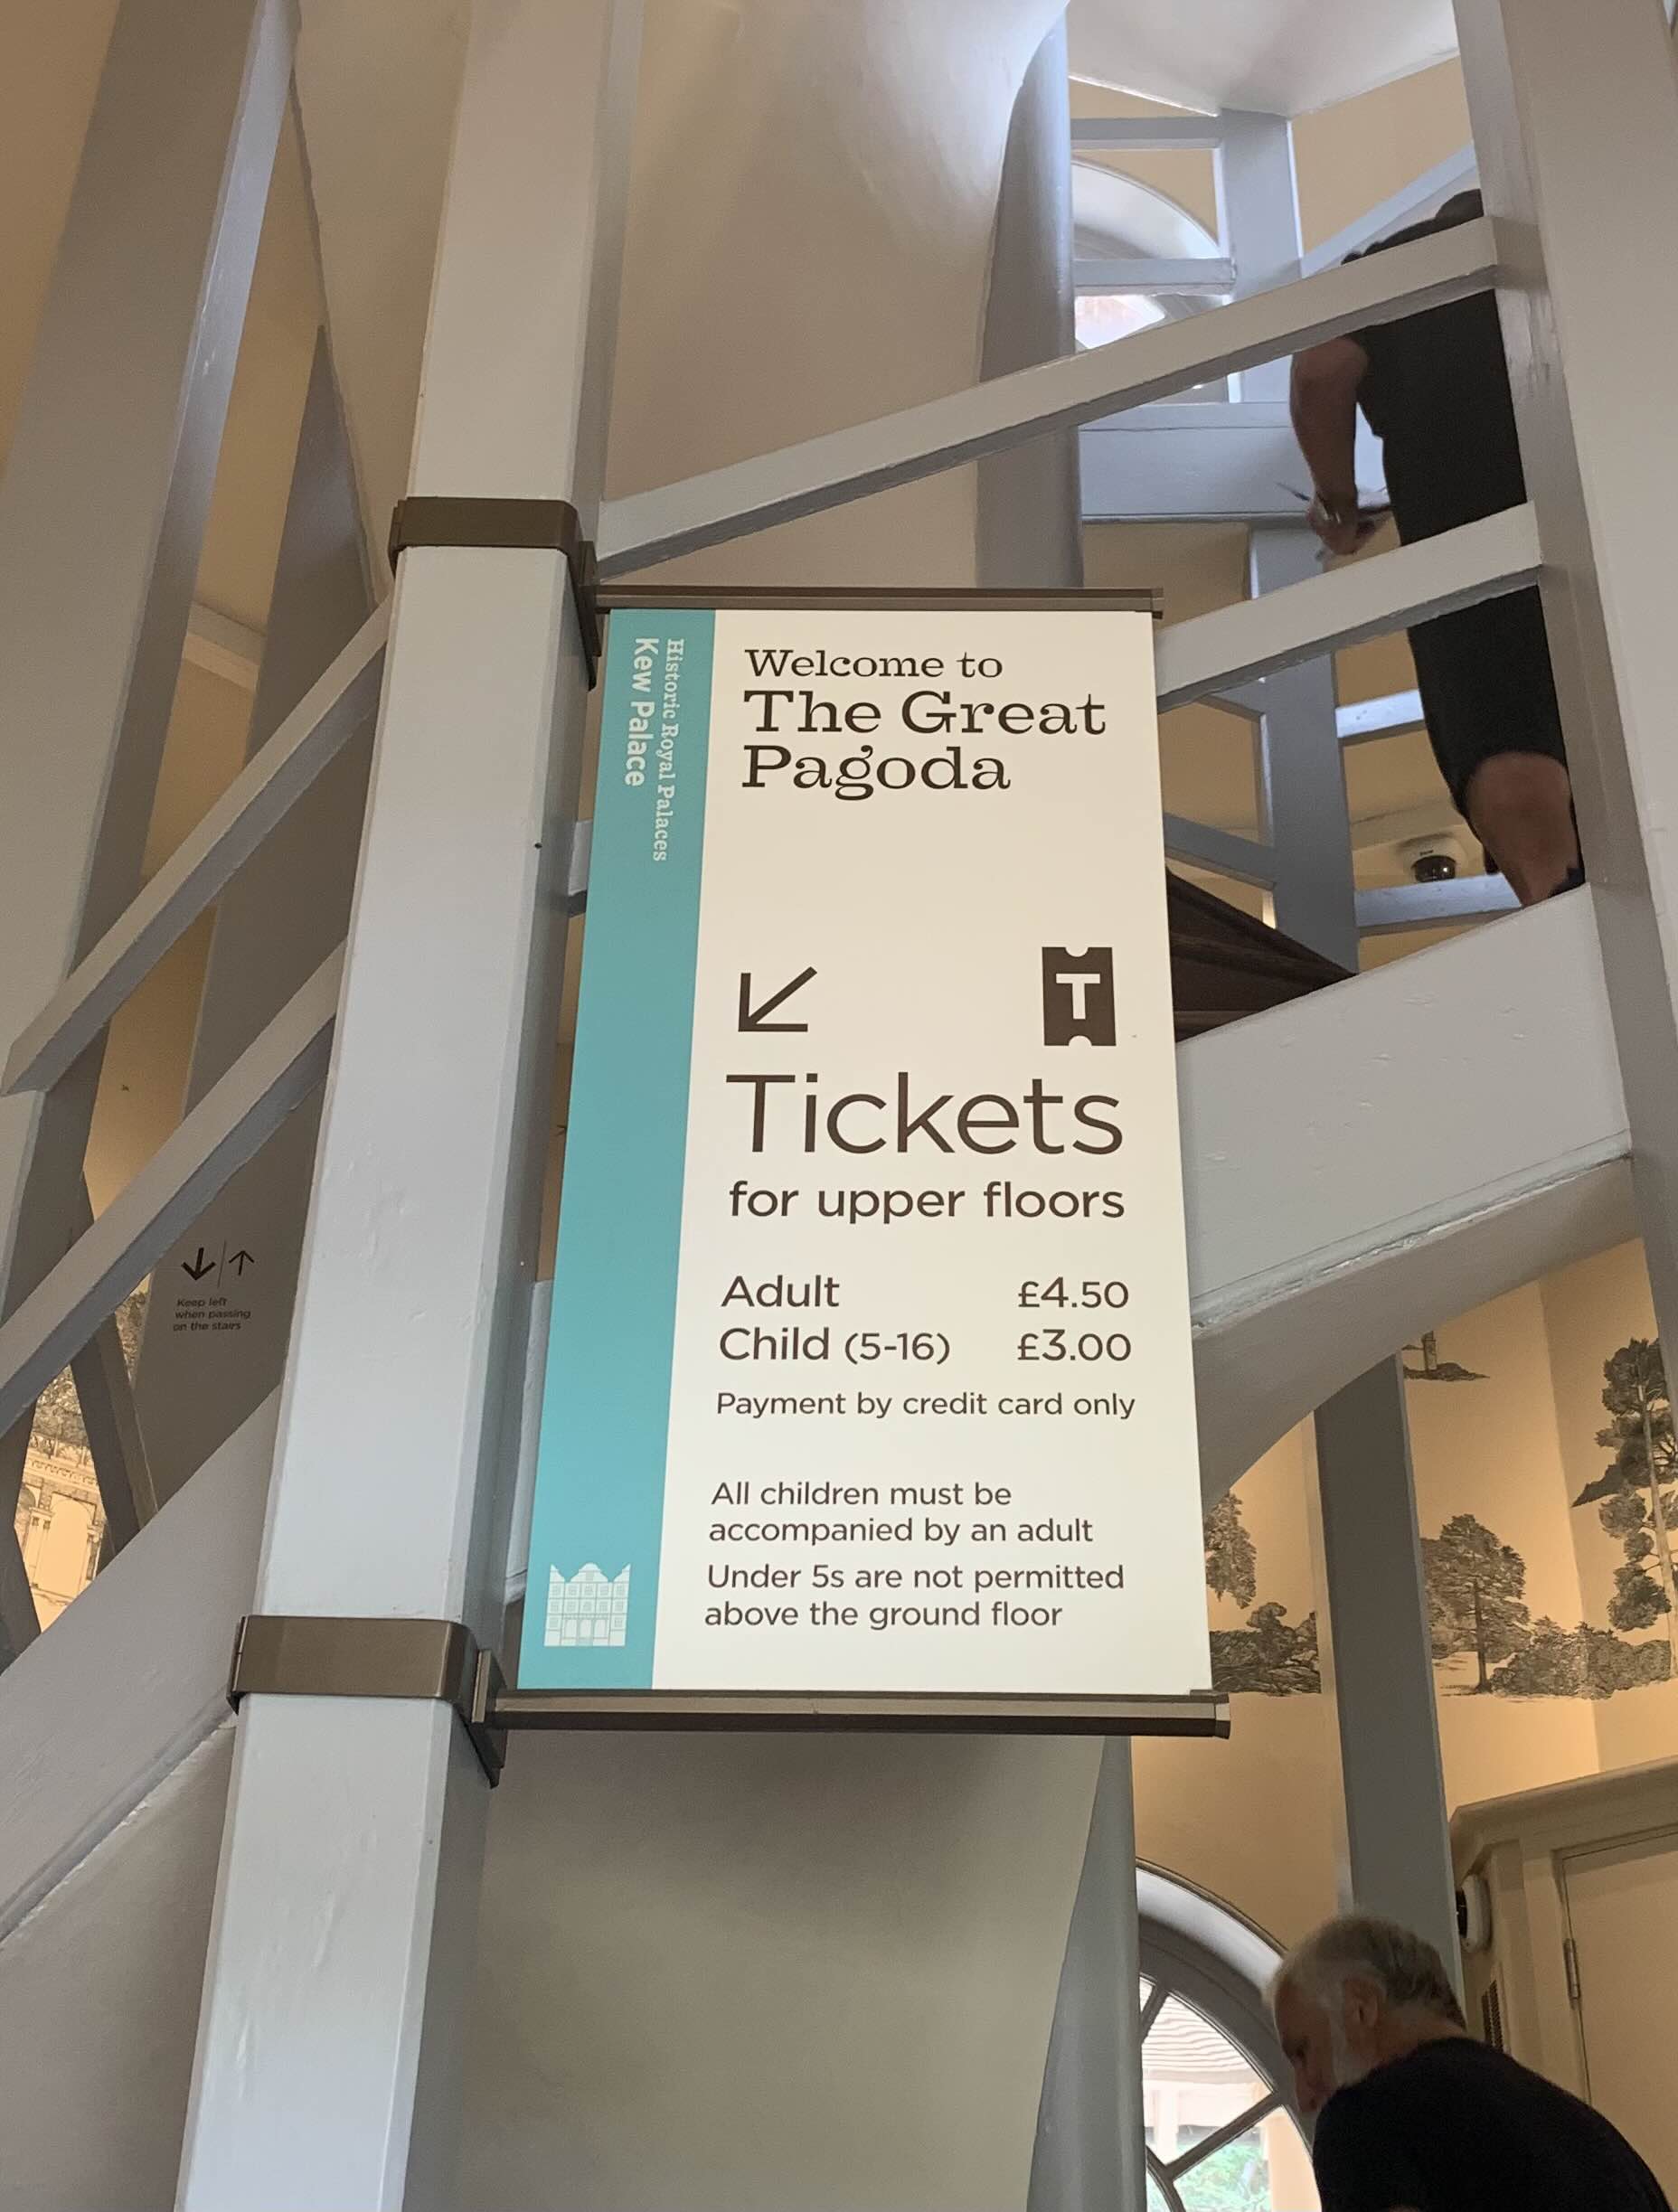 Historic Royal Palaces
Kew Palace
Welcome to
The Great
Pagoda
T
Tickets
for upper floors
Adult £4.50
Child (5-16) £3.00
Payment by credit card only
All children must be
accompanied by an adult
Under 5s are not permitted
above the ground floor
Keep left
when passing
on the stairs